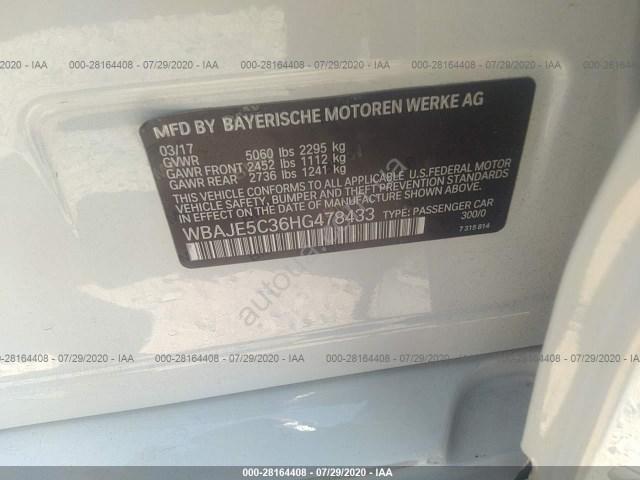 000-28164408 - 07/29/2020 - IAA
000-28164408 - 07/29/2020 - IAA
000-28164408 - 07/29/2020 - IAA
MFD BY BAYERISCHE MOTOREN WERKE AG
03/17
GVWR 5060 lbs 2295 kg
GAWR FRONT 2452 lbs 1112 kg
GAWR REAR 2736 lbs 1241 kg
THIS VEHICLE CONFORMS TO ALL APPLICABLE U.S.FEDERAL MOTOR
VEHICLE SAFETY, BUMPER AND THEFT PREVENTION STANDARDS
IN EFFECT ON THE DATE OF MANUFACTURE SHOWN ABOVE.
WBAJE5C36HG478433 TYPE: PASSENGER CAR
300/0
7 315 814
000-28164408 - 07/29/2020 - IAA
000-28164408 - 07/29/2020 - IAA
000-28164408 - 07/29/2020 - IAA
000-28164408 - 07/29/2020 - IAA